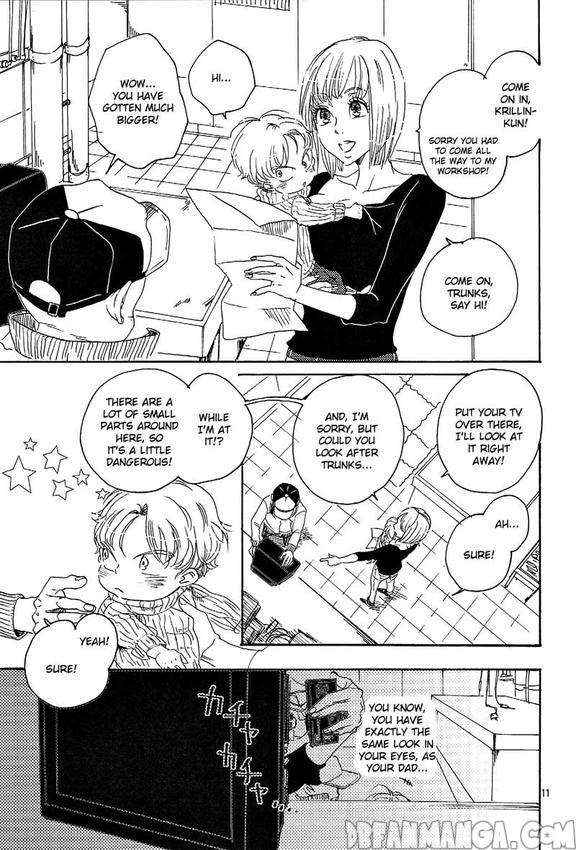 COME
ON IN,
KRILLIN-
KUN!
SORRY YOU HAD
TO COME ALL
THE WAY TO MY
WORKSHOP!
HI...
WOW...
YOU HAVE
GOTTEN MUCH
BIGGER!
COME ON,
TRUNKS,
SAY HI!
PUT YOUR TV
OVER THERE,
I'LL LOOK AT
IT RIGHT
AWAY!
AH...
SURE!
AND, I'M
SORRY, BUT
COULD YOU
LOOK AFTER
TRUNKS...
WHILE
I'M AT
IT!?
THERE ARE A
LOT OF SMALL
PARTS AROUND
HERE, SO
IT'S A LITTLE
DANGEROUS!
YEAH!
SURE!
YOU KNOW,
YOU HAVE
EXACTLY THE
SAME LOOK IN
YOUR EYES, AS
YOUR DAD...
ガチャ
ガチャ
11
DBFANMANGA.COM